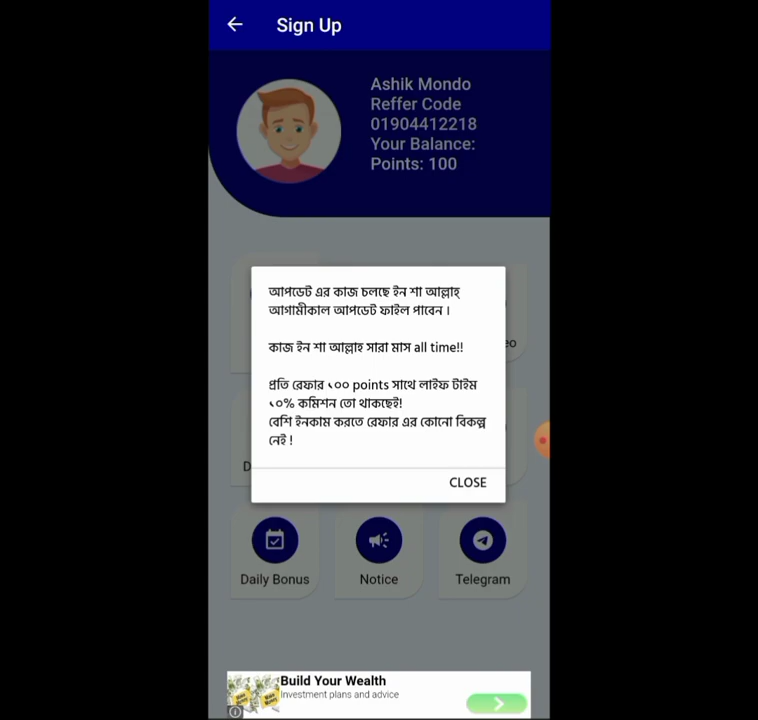 Sign Up
Ashik Mondo
Reffer Code
01904412218
Your Balance:
Points: 100
আপডেট এর কাজ চলছে ইন শা আল্লাহ্
আগামীকাল আপডেট ফাইল পাবেন ।
কাজ ইন শা আল্লাহ সারা মাস all time!!
প্রতি রেফার ১০০ points সাথে লাইফ টাইম
১০% কমিশন তো থাকছেই!
বেশি ইনকাম করতে রেফার এর কোনো বিকল্প
নেই !
CLOSE
Daily Bonus
Notice
Telegram
Build Your Wealth
Investment plans and advice